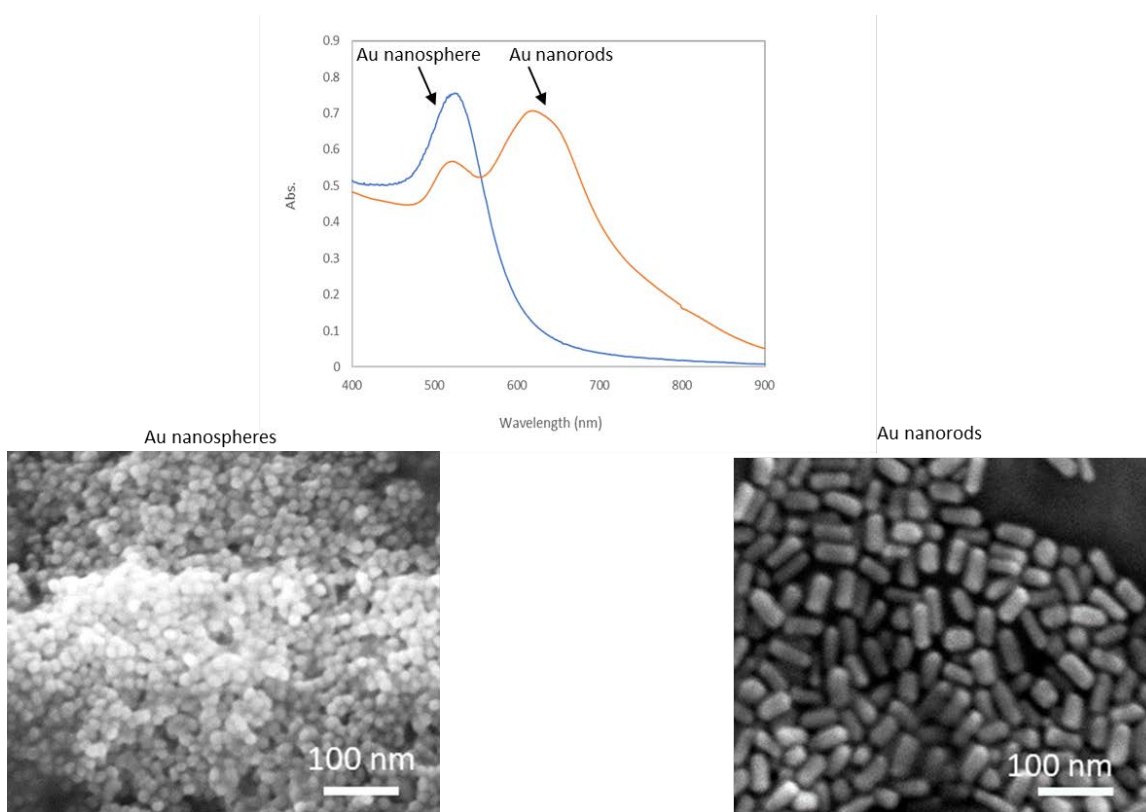 0.9
Au nanosphere Au nanorods
0.8
0.7
0.6
0.5
0.4
0.3
0.2
0.1
0
Abs.
400 500 600 700 800 900
Wavelength (nm)
Au nanospheres
Au nanorods
100 nm
100 nm